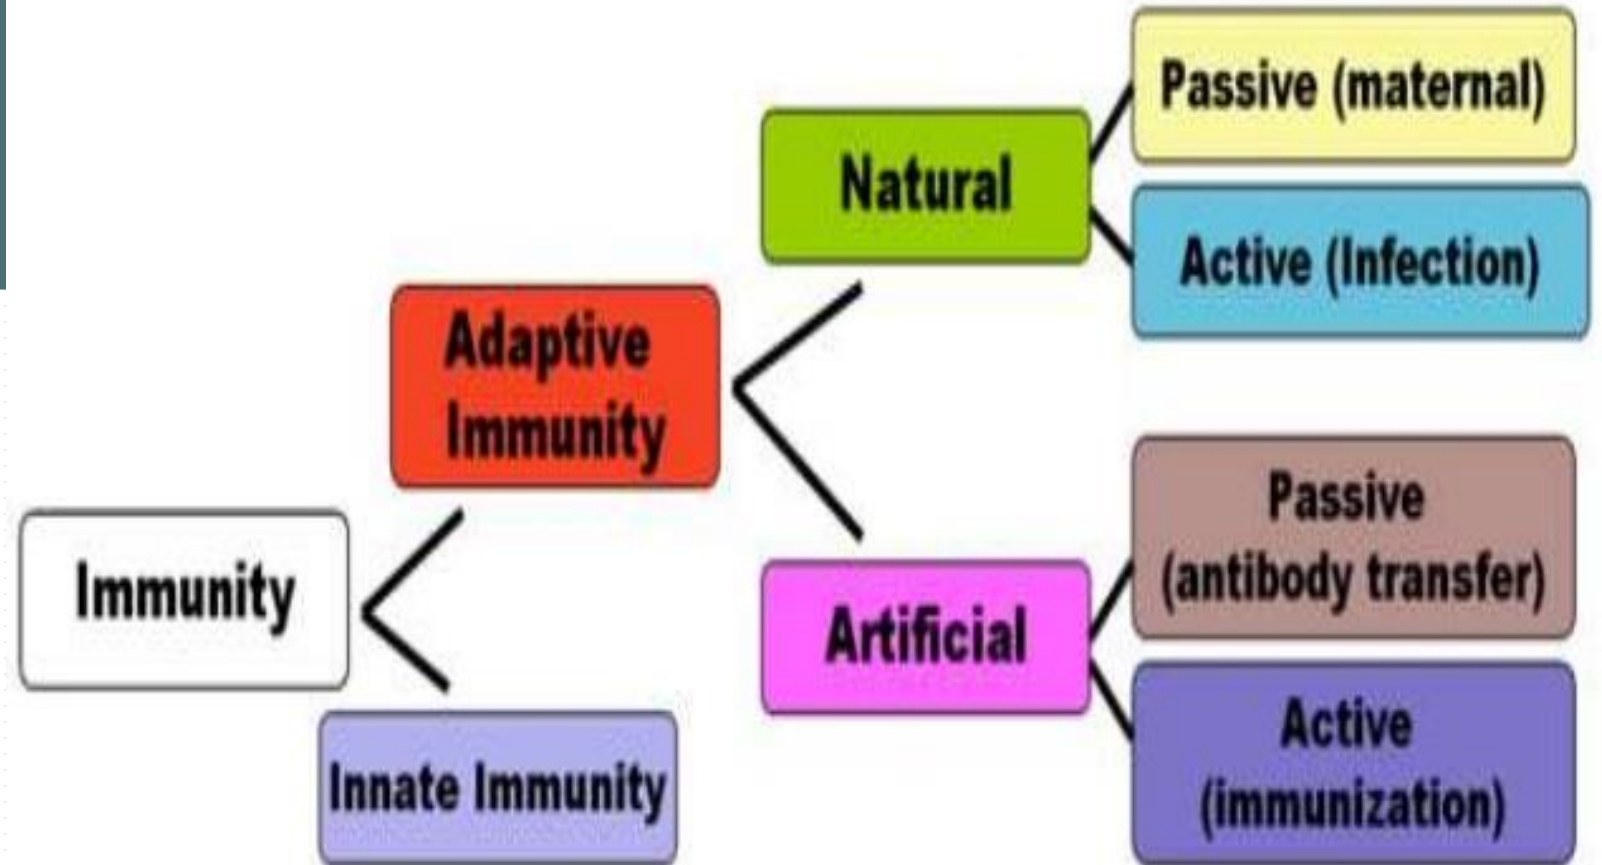 Passive (maternal)
Natural
Active (Infection)
Adaptive
Immunity
Passive
(antibody transfer)
Immunity
Artificial
Active
(immunization)
Innate Immunity